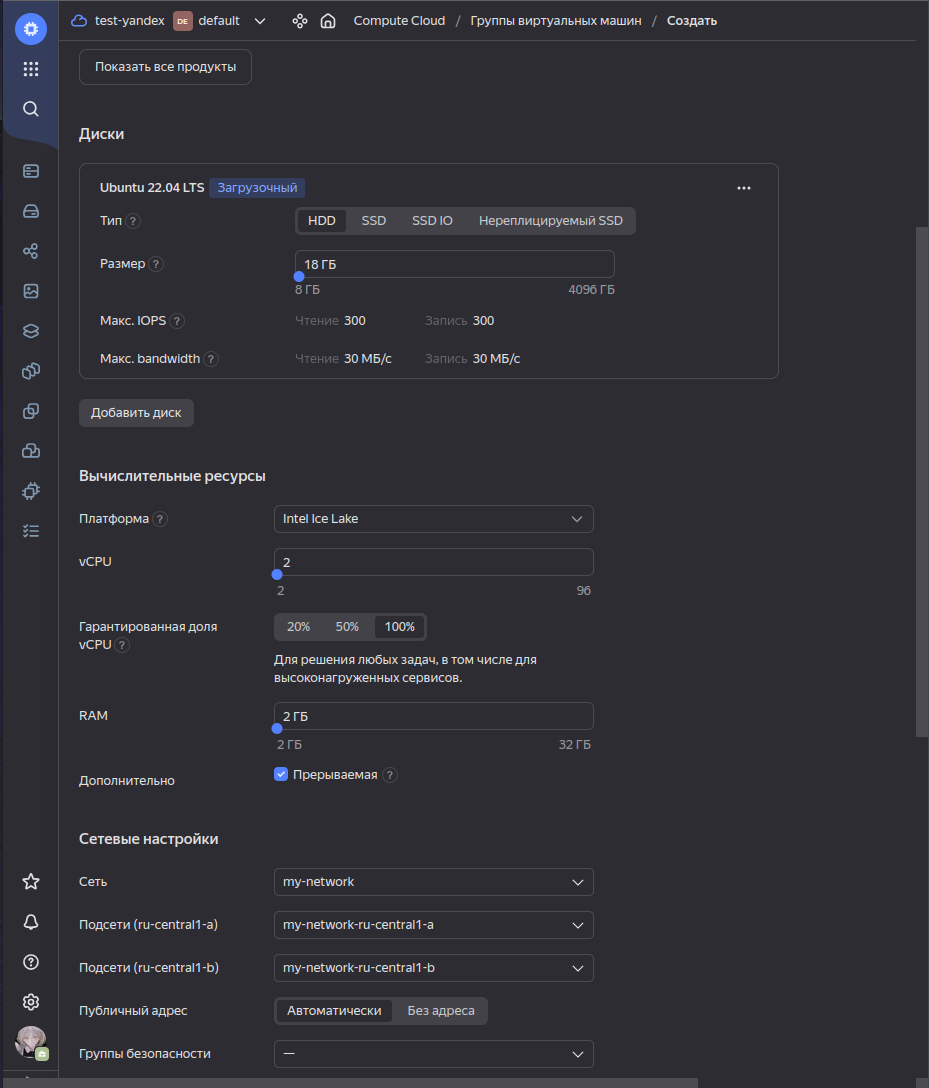 test-yandex DE default Compute Cloud / Группы виртуальных машин / Создать
Показать все продукты
Диски
Ubuntu 22.04 LTS Загрузочный
Тип ? HDD SSD SSD IO Нереплицируемый SSD
Размер ? 18 ГБ
8 ГБ 4096 ГБ
Макс. IOPS ? Чтение 300 Запись 300
Макс. bandwidth ? Чтение 30 МБ/с Запись 30 МБ/с
Добавить диск
Вычислительные ресурсы
Платформа ? Intel Ice Lake
vCPU 2
2 96
Гарантированная доля
vCPU ? 20% 50% 100%
Для решения любых задач, в том числе для
высоконагруженных сервисов.
RAM 2 ГБ
2 ГБ 32 ГБ
Дополнительно Прерываемая ?
Сетевые настройки
Сеть my-network
Подсети (ru-central1-a) my-network-ru-central1-a
Подсети (ru-central1-b) my-network-ru-central1-b
Публичный адрес Автоматически Без адреса
Группы безопасности —